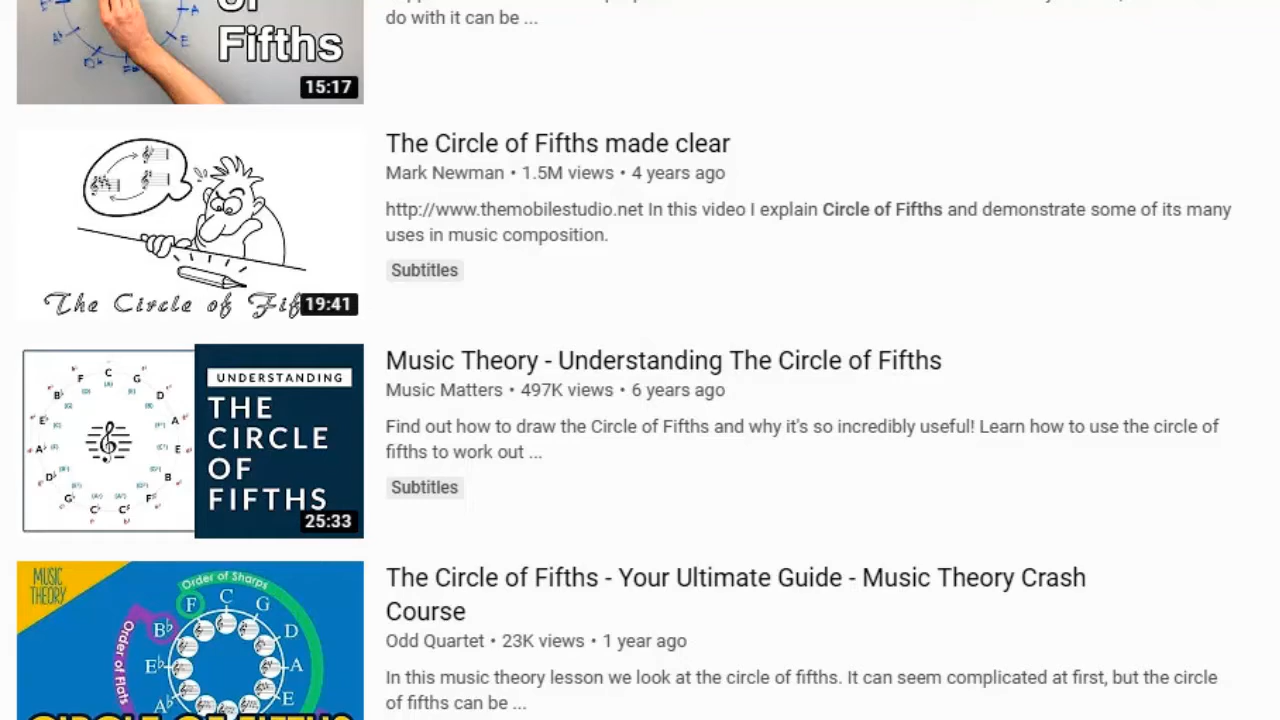 of
Fifths
A
E
15:17
do with it can be ...
The Circle of Fif
19:41
The Circle of Fifths made clear
Mark Newman • 1.5M views • 4 years ago
http://www.themobilestudio.net In this video I explain Circle of Fifths and demonstrate some of its many
uses in music composition.
Subtitles
C
F
G
B♭
D
E♭
A
A♭
E
D♭
B
G♭
F♯
C♭
C♯
UNDERSTANDING
THE
CIRCLE
OF
FIFTHS
25:33
Music Theory - Understanding The Circle of Fifths
Music Matters • 497K views • 6 years ago
Find out how to draw the Circle of Fifths and why it's so incredibly useful! Learn how to use the circle of
fifths to work out ...
Subtitles
MUSIC
THEORY
Order of Sharps
Order of Flats
F
C
G
B♭
D
E♭
A
A♭
E
CIRCLE OF FIFTHS
The Circle of Fifths - Your Ultimate Guide - Music Theory Crash
Course
Odd Quartet • 23K views • 1 year ago
In this music theory lesson we look at the circle of fifths. It can seem complicated at first, but the circle
of fifths can be ...